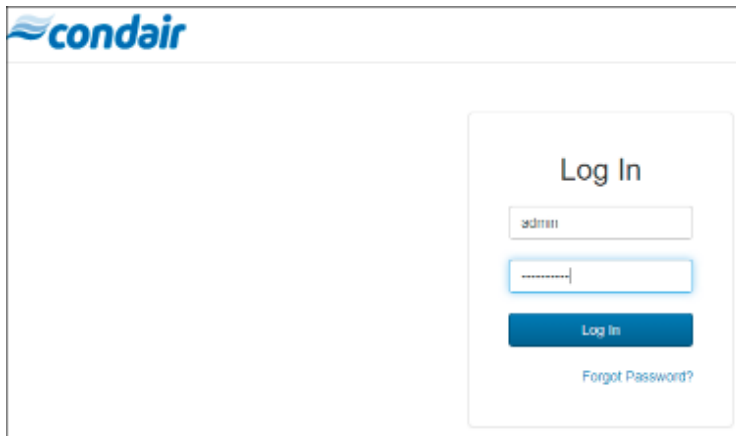 condair
Log In
admin
----------
Log In
Forgot Password?